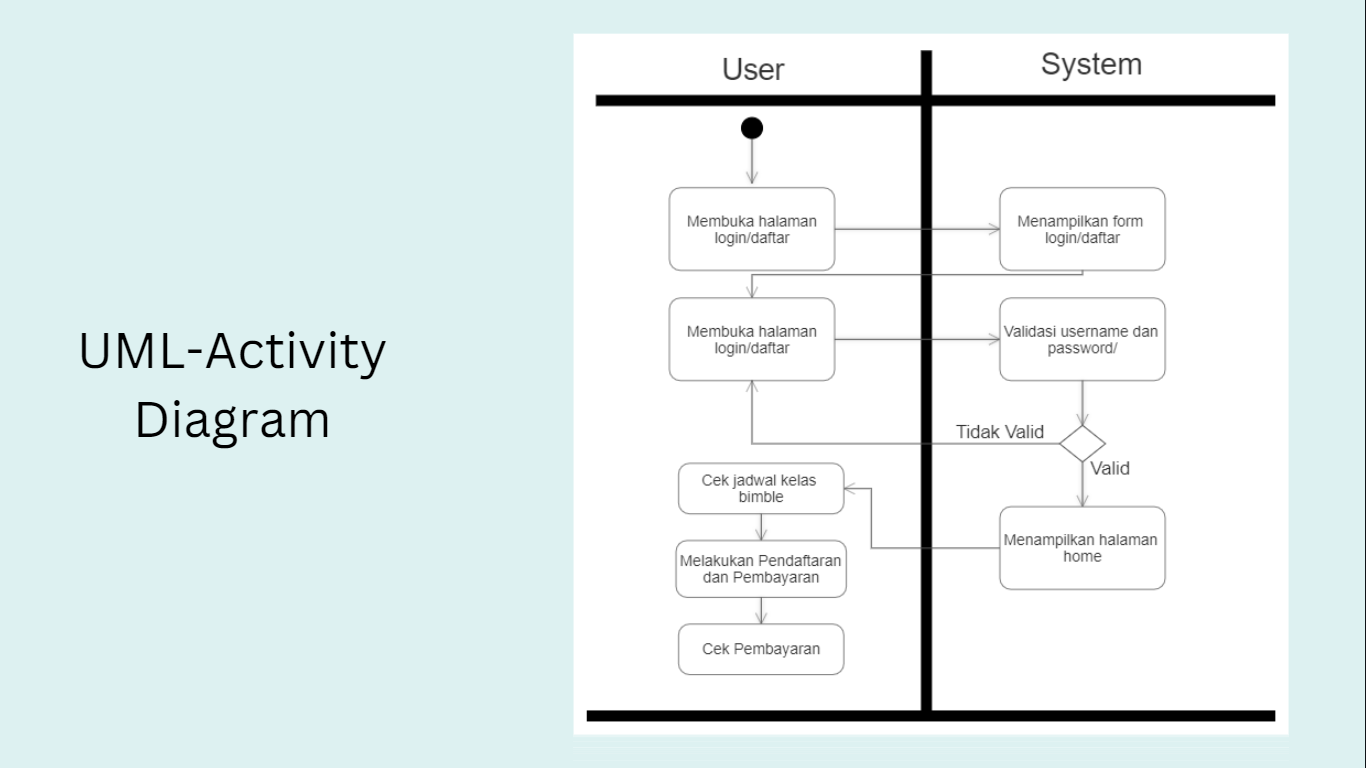 UML-Activity
Diagram
User
System
Membuka halaman
login/daftar
Menampilkan form
login/daftar
Membuka halaman
login/daftar
Validasi username dan
password/
Tidak Valid
Valid
Cek jadwal kelas
bimble
Menampilkan halaman
home
Melakukan Pendaftaran
dan Pembayaran
Cek Pembayaran